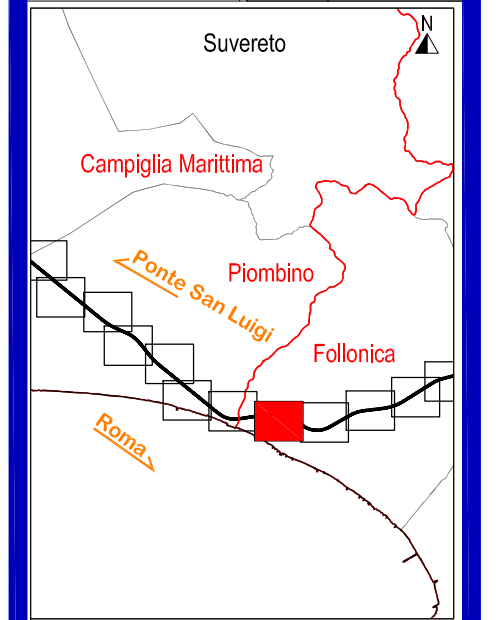 N
Suvereto
Campiglia Marittima
Ponte San Luigi
Piombino
Follonica
Roma